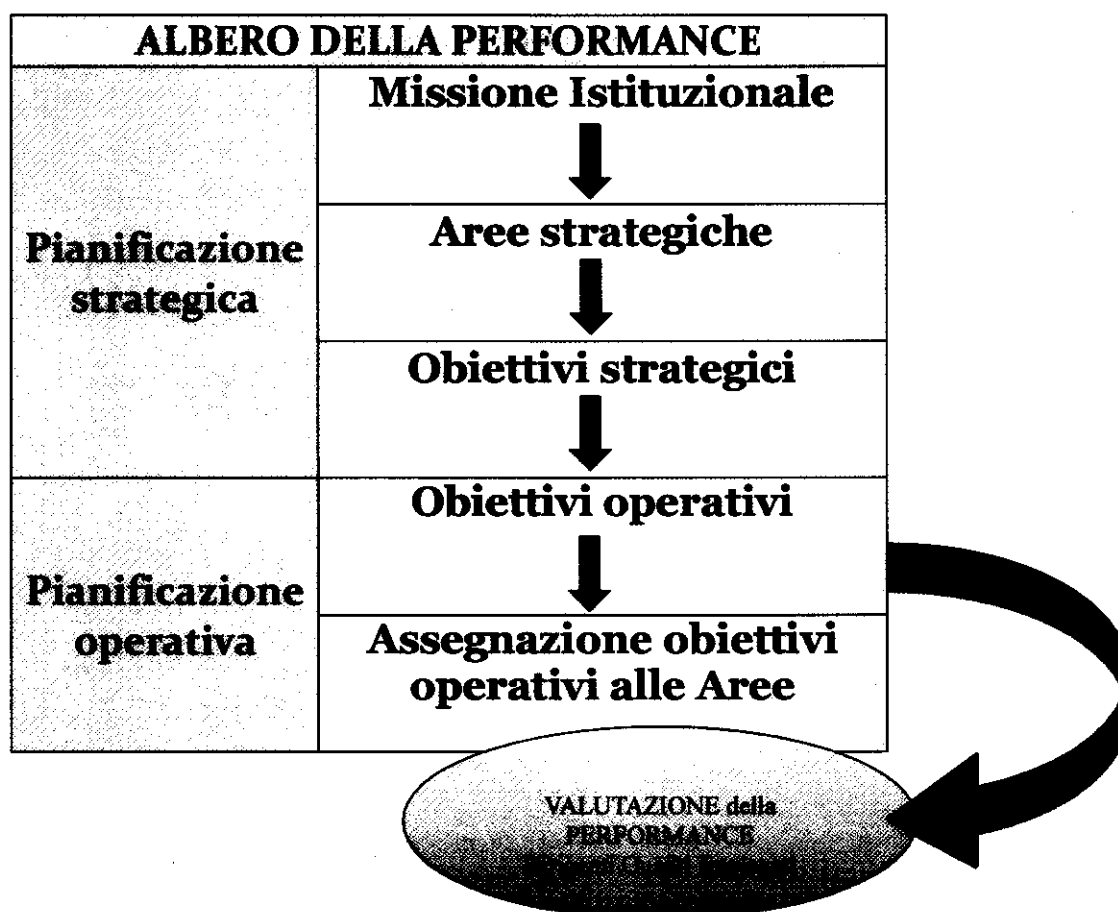 ALBERO DELLA PERFORMANCE
Missione Istituzionale
Pianificazione
strategica
Aree strategiche
Obiettivi strategici
Pianificazione
operativa
Obiettivi operativi
Assegnazione obiettivi
operativi alle Aree
VALUTAZIONE della
PERFORMANCE